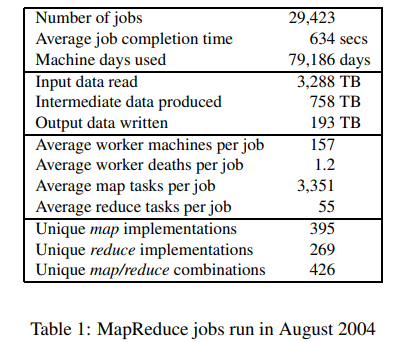 Number of jobs 29,423
Average job completion time 634 secs
Machine days used 79,186 days
Input data read 3,288 TB
Intermediate data produced 758 TB
Output data written 193 TB
Average worker machines per job 157
Average worker deaths per job 1.2
Average map tasks per job 3,351
Average reduce tasks per job 55
Unique map implementations 395
Unique reduce implementations 269
Unique map/reduce combinations 426
Table 1: MapReduce jobs run in August 2004